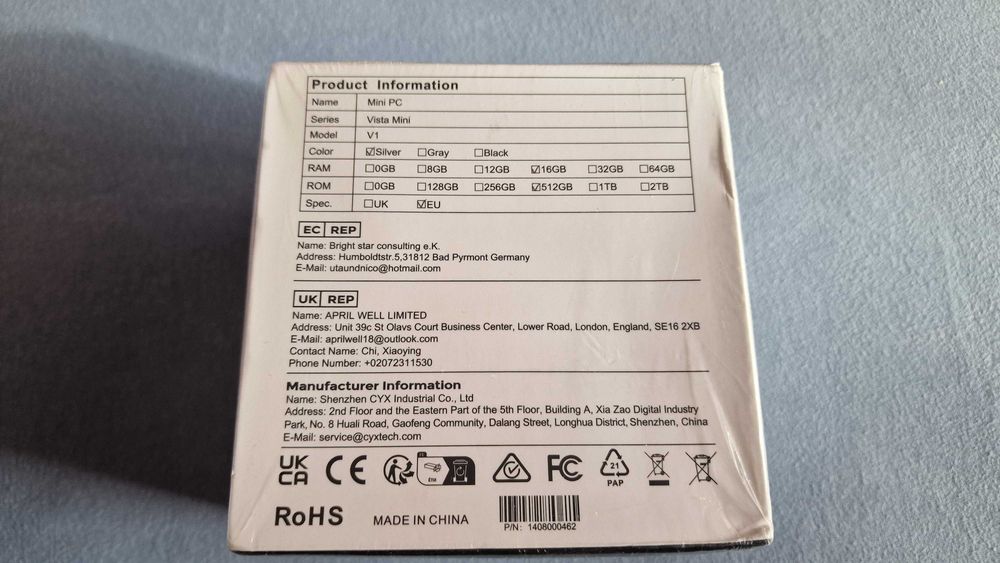 Product Information
Name Mini PC
Series Vista Mini
Model V1
Color ☑Silver ☐Gray ☐Black
RAM ☐0GB ☐8GB ☐12GB ☑16GB ☐32GB ☐64GB
ROM ☐0GB ☐128GB ☐256GB ☑512GB ☐1TB ☐2TB
Spec. ☐UK ☑EU
EC REP
Name: Bright star consulting e.K.
Address: Humboldtstr.5,31812 Bad Pyrmont Germany
E-Mail: utaundnico@hotmail.com
UK REP
Name: APRIL WELL LIMITED
Address: Unit 39c St Olavs Court Business Center, Lower Road, London, England, SE16 2XB
E-Mail: aprilwell18@outlook.com
Contact Name: Chi, Xiaoying
Phone Number: +02072311530
Manufacturer Information
Name: Shenzhen CYX Industrial Co., Ltd
Address: 2nd Floor and the Eastern Part of the 5th Floor, Building A, Xia Zao Digital Industry
Park, No. 8 Huali Road, Gaofeng Community, Dalang Street, Longhua District, Shenzhen, China
E-Mail: service@cyxtech.com
UK
CA CE FC 21
PAP
RoHS MADE IN CHINA
P/N: 1408000462